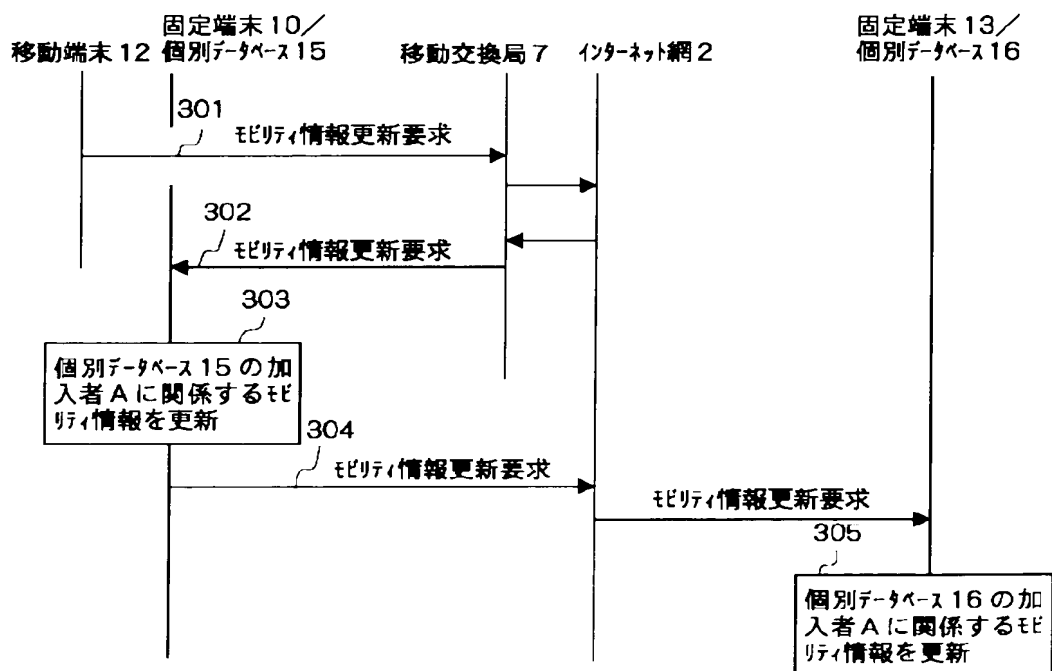 固定端末10／
個別ﾃﾞｰﾀﾍﾞｰｽ15
移動端末12
移動交換局7
ｲﾝﾀｰﾈｯﾄ網2
固定端末13／
個別ﾃﾞｰﾀﾍﾞｰｽ16
301
ﾓﾋﾞﾘﾃｨ情報更新要求
302
ﾓﾋﾞﾘﾃｨ情報更新要求
303
個別ﾃﾞｰﾀﾍﾞｰｽ15の加
入者Aに関係するﾓﾋﾞ
ﾘﾃｨ情報を更新
304
ﾓﾋﾞﾘﾃｨ情報更新要求
ﾓﾋﾞﾘﾃｨ情報更新要求
305
個別ﾃﾞｰﾀﾍﾞｰｽ16の加
入者Aに関係するﾓﾋﾞ
ﾘﾃｨ情報を更新